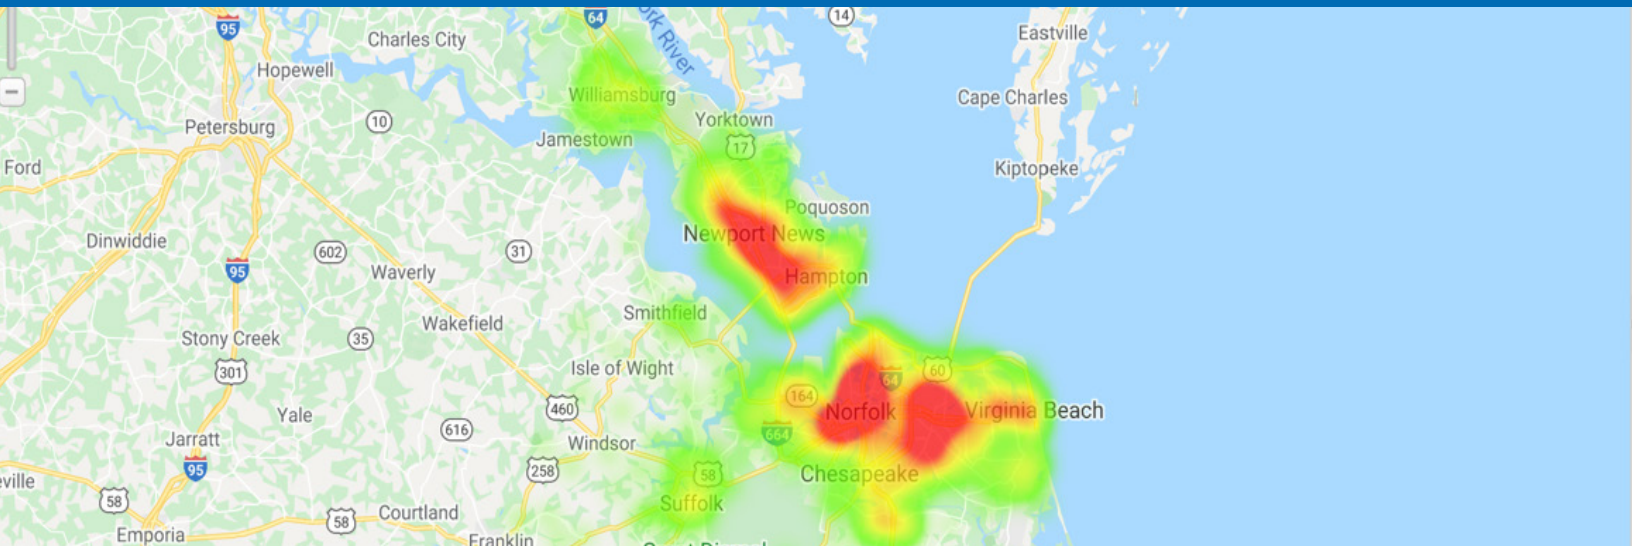 64
14
95
ork River
Charles City
Eastville
Hopewell
Williamsburg
Cape Charles
10
Yorktown
Petersburg
Jamestown
17
Ford
Kiptopeke
Poquoson
Newport News
Dinwiddie
602
31
95
Waverly
Hampton
Smithfield
Wakefield
Stony Creek
35
Isle of Wight
60
301
64
164
460
Norfolk
Virginia Beach
Yale
616
664
Jarratt
Windsor
95
258
58
Chesapeake
ville
58
Suffolk
58
Courtland
Emporia
Franklin